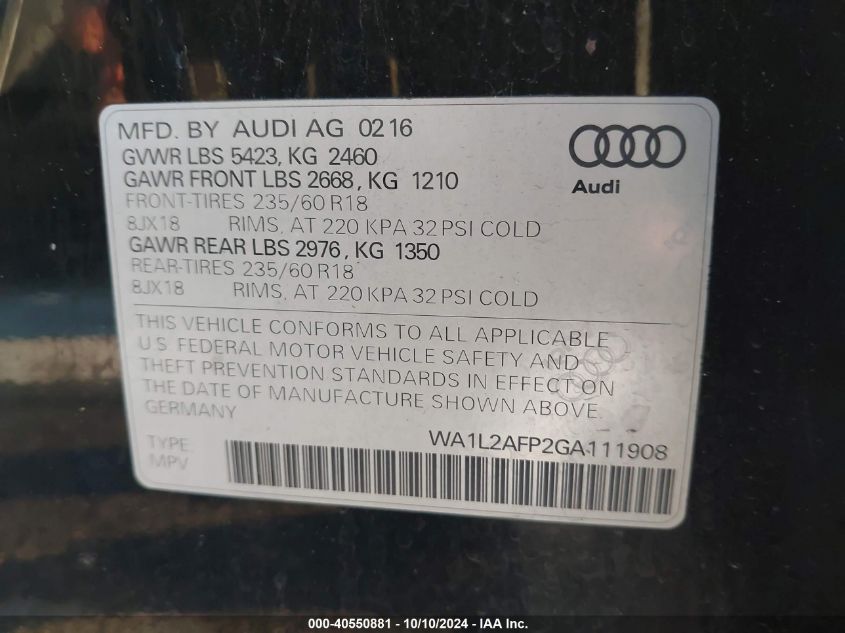 MFD. BY AUDI AG 0216
GVWR LBS 5423, KG 2460
GAWR FRONT LBS 2668, KG 1210
FRONT-TIRES 235/60 R18
8JX18 RIMS, AT 220 KPA 32 PSI COLD
GAWR REAR LBS 2976, KG 1350
REAR-TIRES 235/60 R18
8JX18 RIMS, AT 220 KPA 32 PSI COLD
Audi
THIS VEHICLE CONFORMS TO ALL APPLICABLE
U.S. FEDERAL MOTOR VEHICLE SAFETY AND
THEFT PREVENTION STANDARDS IN EFFECT ON
THE DATE OF MANUFACTURE SHOWN ABOVE.
GERMANY
WA1L2AFP2GA111908
TYPE:
MPV
000-40550881 - 10/10/2024 - IAA Inc.